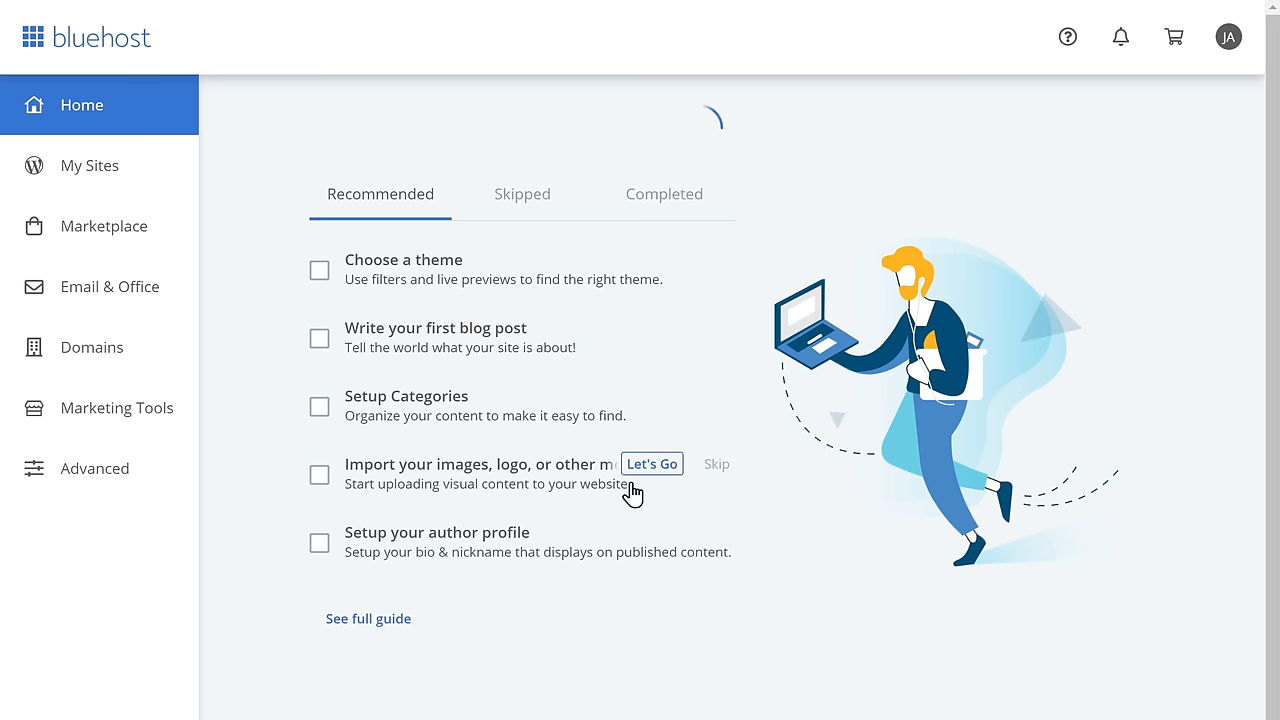 bluehost
JA
Home
My Sites
Marketplace
Email & Office
Domains
Marketing Tools
Advanced
Recommended Skipped Completed
Choose a theme
Use filters and live previews to find the right theme.
Write your first blog post
Tell the world what your site is about!
Setup Categories
Organize your content to make it easy to find.
Import your images, logo, or other Let's Go Skip
Start uploading visual content to your website
Setup your author profile
Setup your bio & nickname that displays on published content.
See full guide